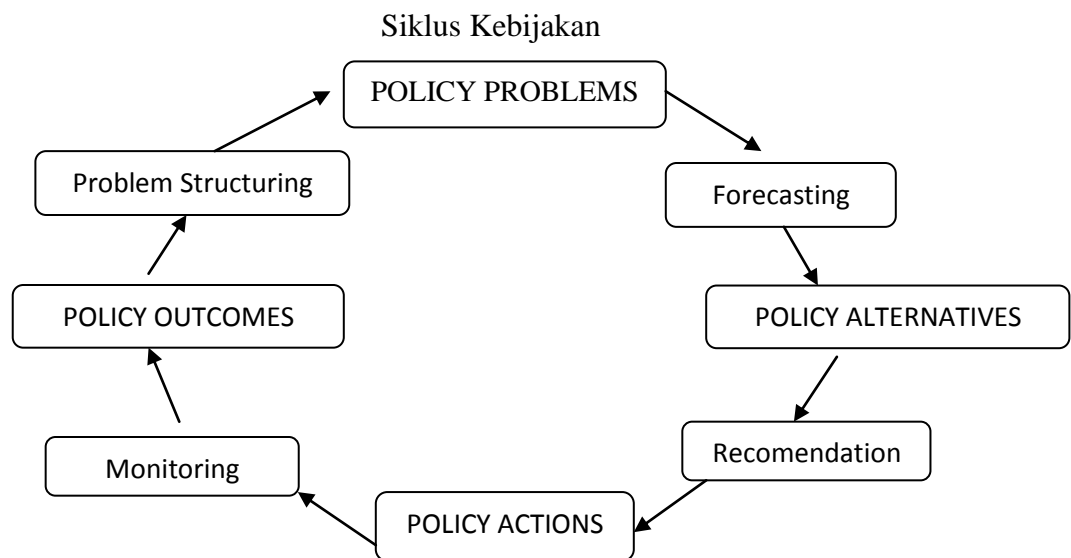 Siklus Kebijakan
POLICY PROBLEMS
Forecasting
POLICY ALTERNATIVES
Recomendation
POLICY ACTIONS
Monitoring
POLICY OUTCOMES
Problem Structuring